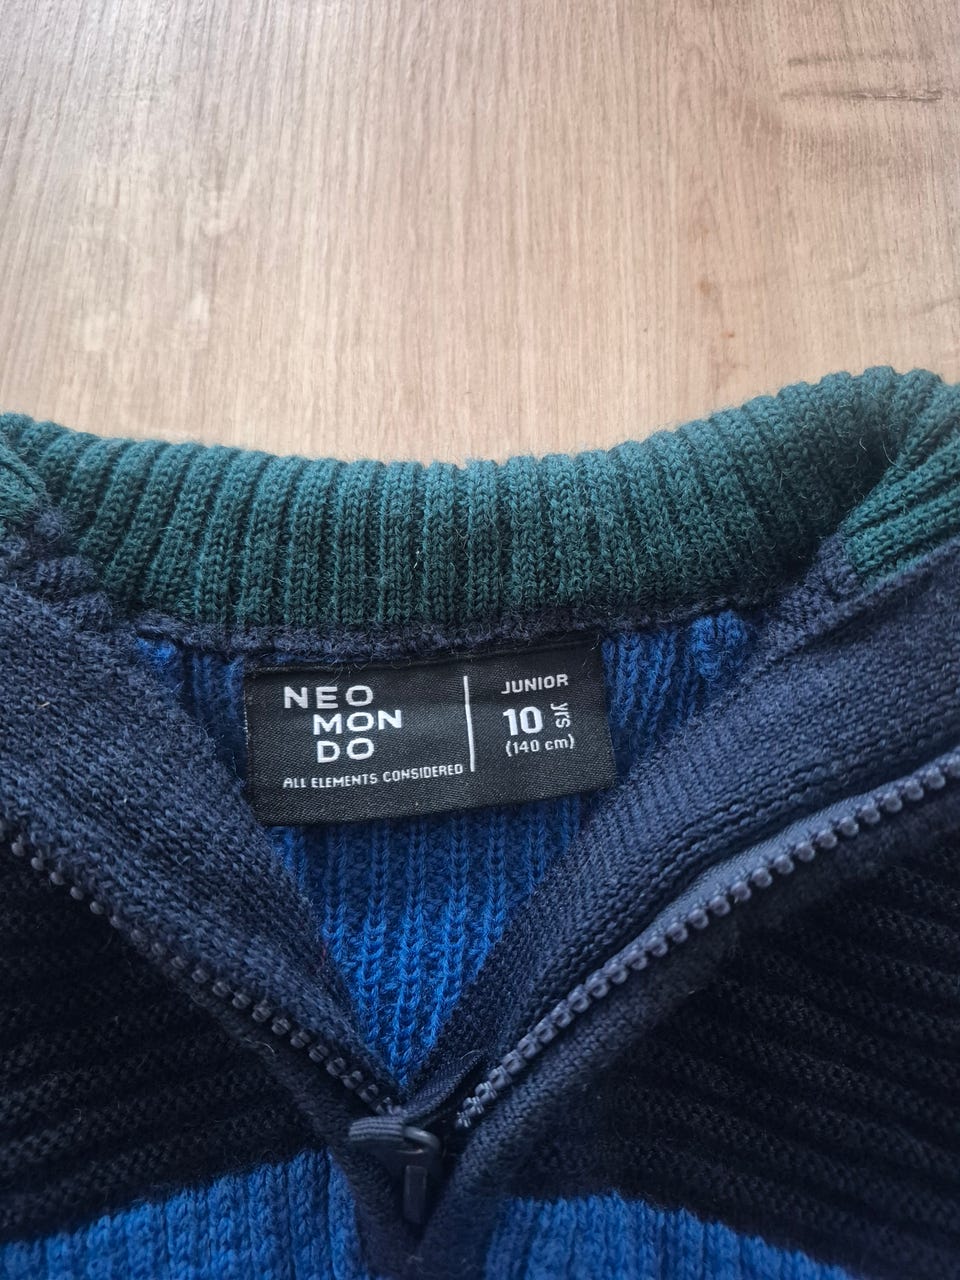 NEO
MON
DO
ALL ELEMENTS CONSIDERED
JUNIOR
10 yrs
(140 cm)